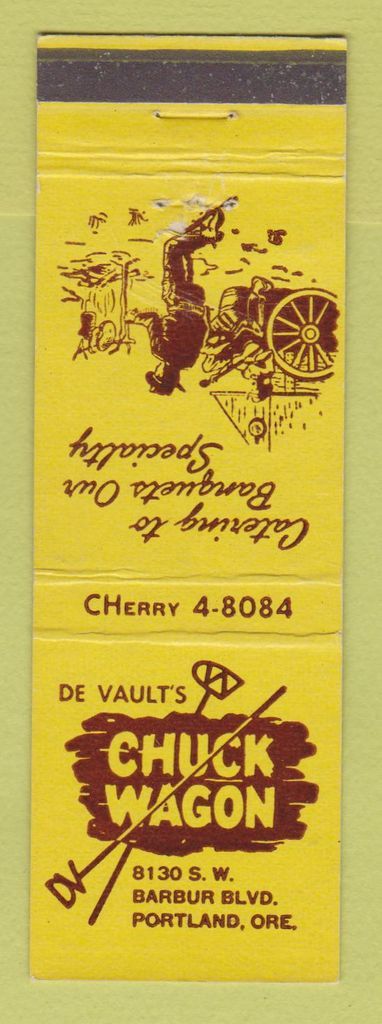 Catering to
Banquets Our
Specialty
CHERRY 4-8084
DE VAULT'S
CHUCK
WAGON
DV
8130 S. W.
BARBUR BLVD.
PORTLAND, ORE.